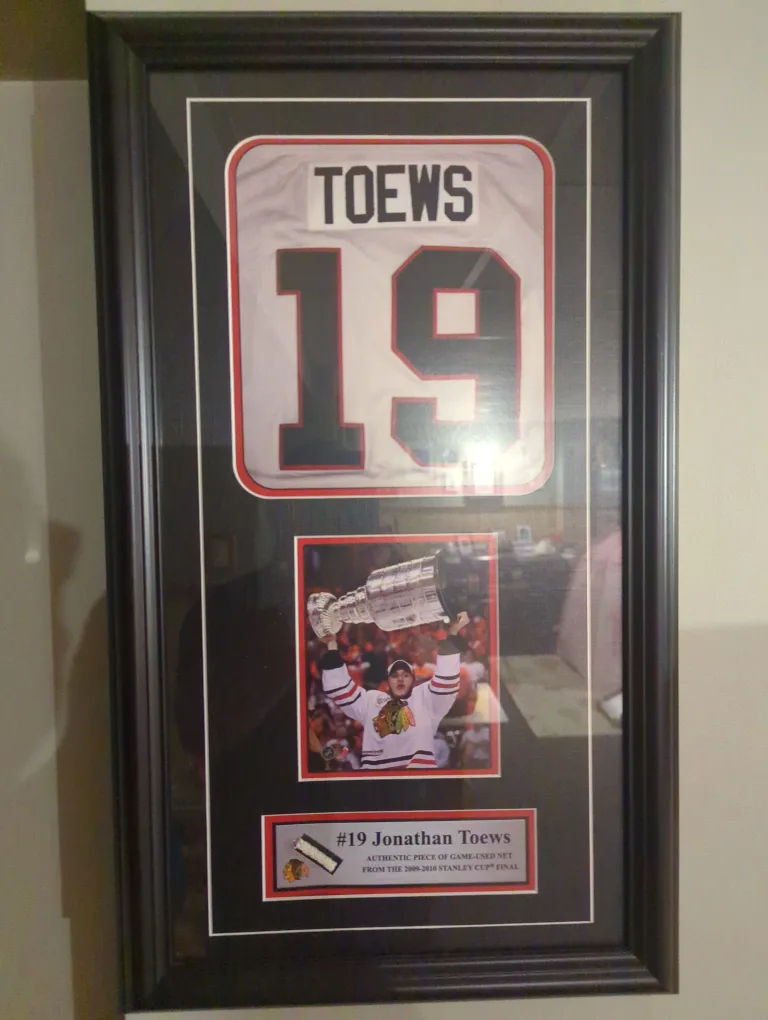 TOEWS
19
#19 Jonathan Toews
AUTHENTIC PIECE OF GAME-USED NET
FROM THE 2009-2010 STANLEY CUP® FINAL